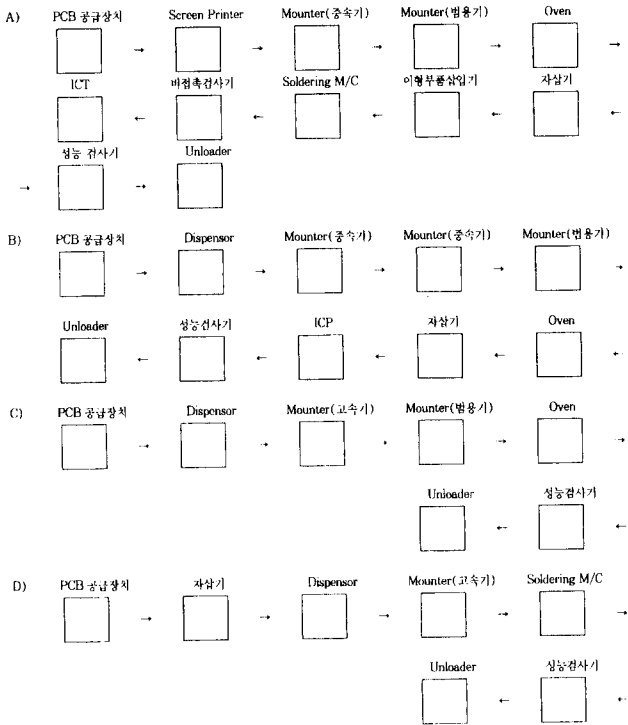 A) PCB 공급장치 Screen Printer Mounter(중속기) Mounter(범용기) Oven
→ → → → →
ICT 비접촉검사기 Soldering M/C 이형부품삽입기 자삽기
← ← ← ← ←
성능 검사기 Unloader
→ →
B) PCB 공급장치 Dispensor Mounter(중속기) Mounter(중속기) Mounter(범용기)
→ → → → →
Unloader 성능검사기 ICP 자삽기 Oven
← ← ← ← ←
C) PCB 공급장치 Dispensor Mounter(고속기) Mounter(범용기) Oven
→ → → → →
Unloader 성능검사기
← ←
D) PCB 공급장치 자삽기 Dispensor Mounter(고속기) Soldering M/C
→ → → → →
Unloader 성능검사기
← ←